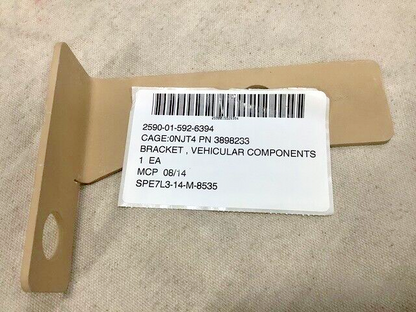 2590-01-592-6394
CAGE:0NJT4 PN 3898233
BRACKET , VEHICULAR COMPONENTS
1 EA
MCP 08/14
SPE7L3-14-M-8535